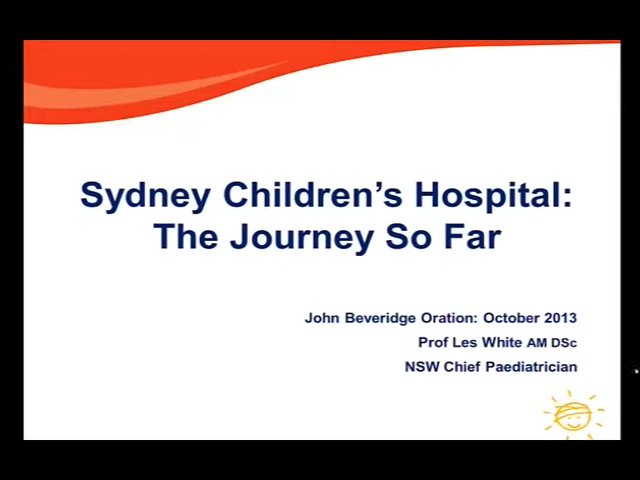 Sydney Children's Hospital:
The Journey So Far
John Beveridge Oration: October 2013
Prof Les White AM DSc
NSW Chief Paediatrician